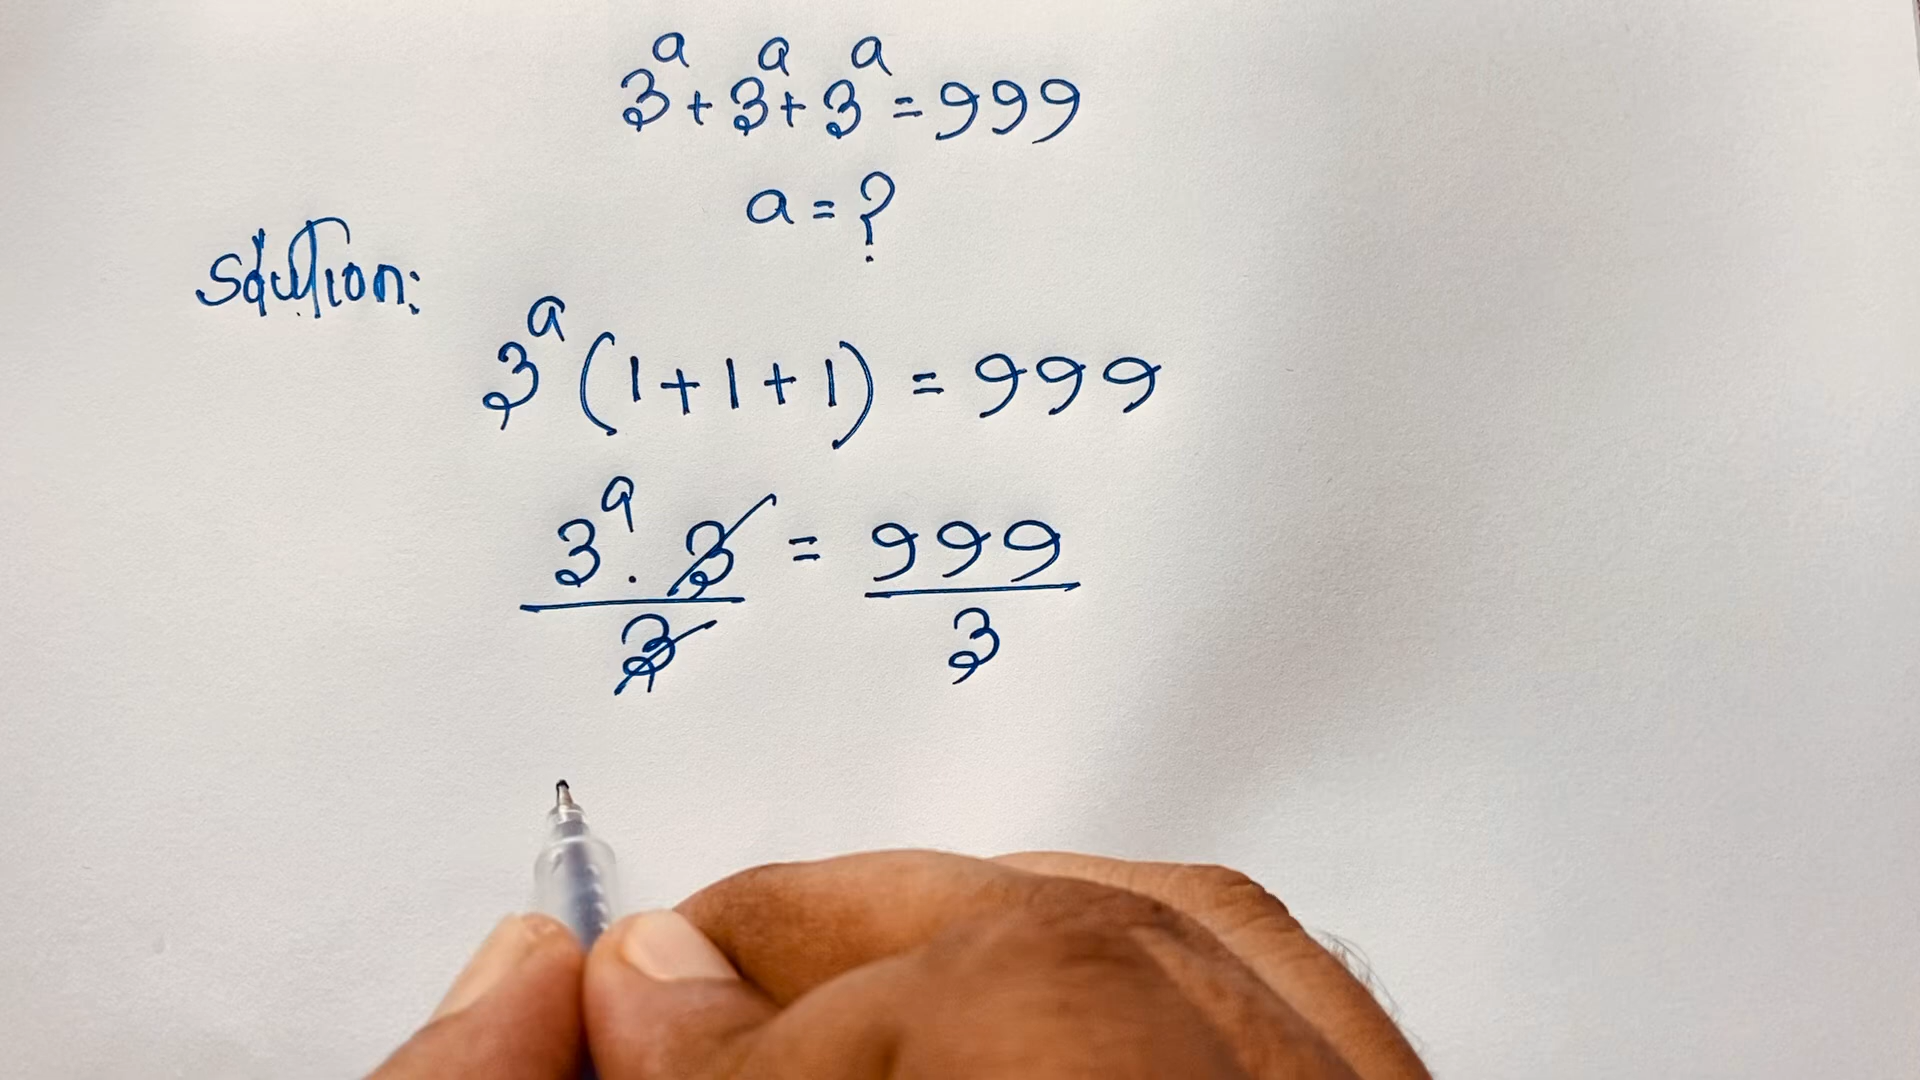 3^a + 3^a + 3^a = 999
a = ?
Solution:
3^a (1 + 1 + 1) = 999
3^a . 3 = 999
3 3